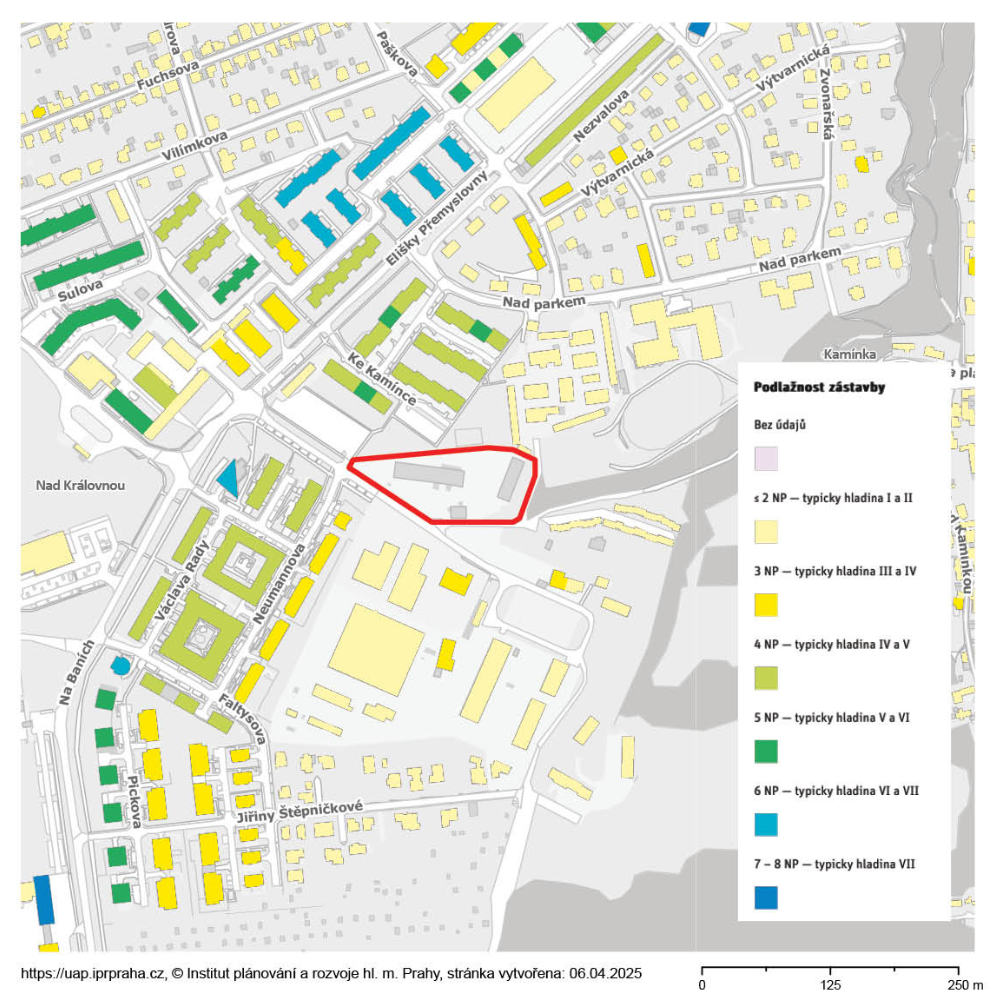 Paškova
Fuchsova
Výtvarnická
Zvonařská
Nezvalova
Vilímkova
Výtvarnická
Elišky Přemyslovny
Nad parkem
Sulova
Nad parkem
Kamínka
Ke Kamínce
Podlažnost zástavby
Bez údajů
≤ 2 NP — typicky hladina I a II
3 NP — typicky hladina III a IV
4 NP — typicky hladina IV a V
5 NP — typicky hladina V a VI
6 NP — typicky hladina VI a VII
7 – 8 NP — typicky hladina VII
Nad Královnou
Václava Rady
Neumannova
Kamínkou
Na Baních
Faltysova
Pickova
Jiřiny Štěpničkové
https://uap.iprpraha.cz, © Institut plánování a rozvoje hl. m. Prahy, stránka vytvořena: 06.04.2025
0 125 250 m